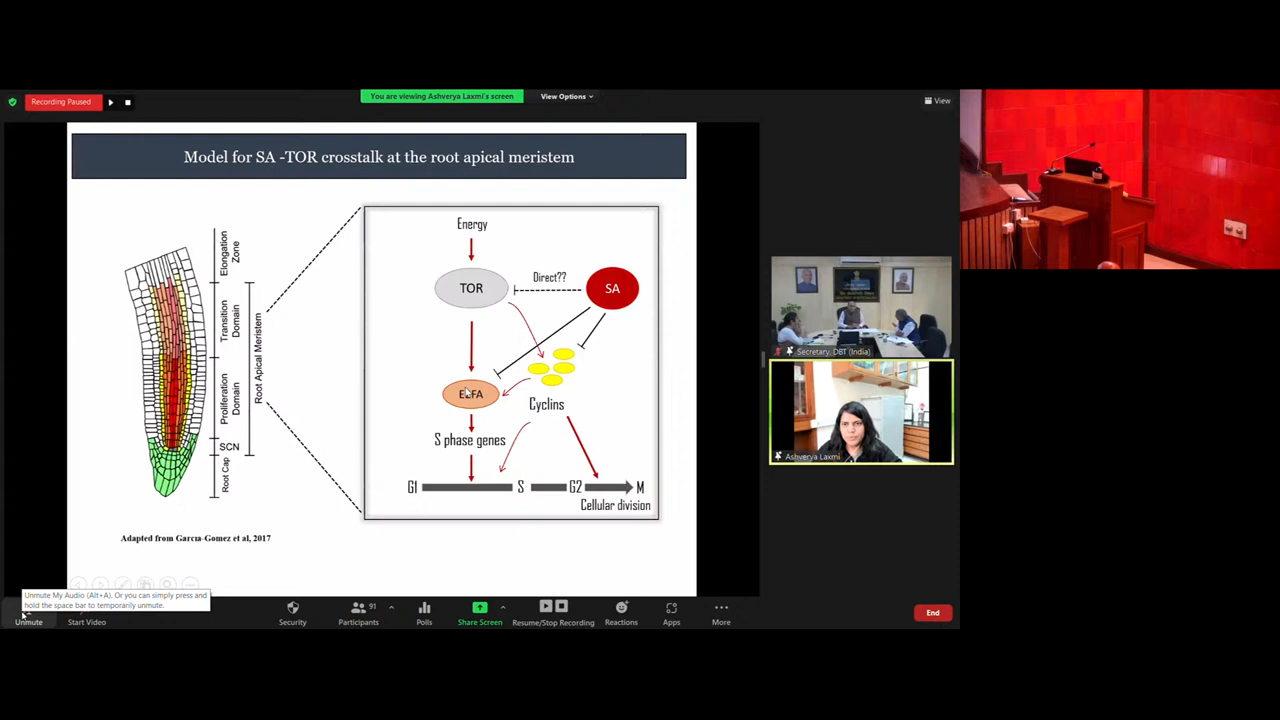 Recording Paused
You are viewing Ashverya Laxmi's screen
View Options
View
Model for SA -TOR crosstalk at the root apical meristem
Elongation Zone
Transition Domain
Proliferation Domain
SCN
Root Cap
Root Apical Meristem
Energy
TOR
Direct??
SA
Cyclins
S phase genes
G1
S
G2
M
Cellular division
Adapted from Garcia-Gomez et al, 2017
Secretary, DBT (India)
Ashverya Laxmi
Unmute My Audio (Alt+A). Or you can simply press and
hold the space bar to temporarily unmute.
Unmute
Start Video
Security
91
Participants
Polls
Share Screen
Resume/Stop Recording
Reactions
Apps
More
End